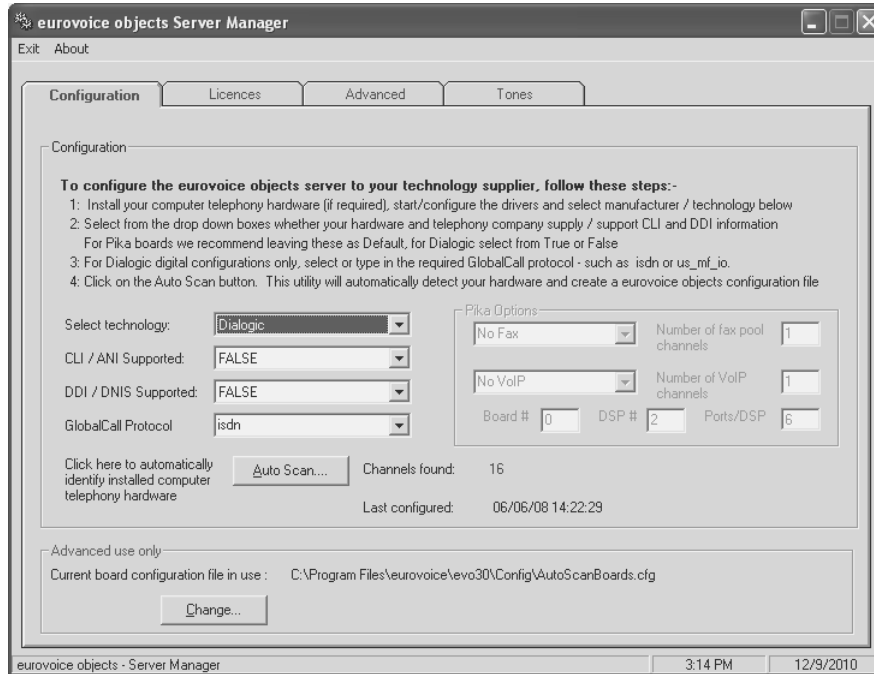 eurovoice objects Server Manager
Exit About
Configuration Licences Advanced Tones
Configuration
To configure the eurovoice objects server to your technology supplier, follow these steps:-
1: Install your computer telephony hardware (if required), start/configure the drivers and select manufacturer / technology below
2: Select from the drop down boxes whether your hardware and telephony company supply / support CLI and DDI information
For Pika boards we recommend leaving these as Default, for Dialogic select from True or False
3: For Dialogic digital configurations only, select or type in the required GlobalCall protocol - such as isdn or us_mf_io.
4: Click on the Auto Scan button. This utility will automatically detect your hardware and create a eurovoice objects configuration file
Select technology: Dialogic
CLI / ANI Supported: FALSE
DDI / DNIS Supported: FALSE
GlobalCall Protocol isdn
Pika Options
No Fax Number of fax pool channels 1
No VoIP Number of VoIP channels 1
Board # 0 DSP # 2 Ports/DSP 6
Click here to automatically
identify installed computer
telephony hardware
Auto Scan....
Channels found: 16
Last configured: 06/06/08 14:22:29
Advanced use only
Current board configuration file in use : C:\Program Files\eurovoice\evo30\Config\AutoScanBoards.cfg
Change...
eurovoice objects - Server Manager 3:14 PM 12/9/2010